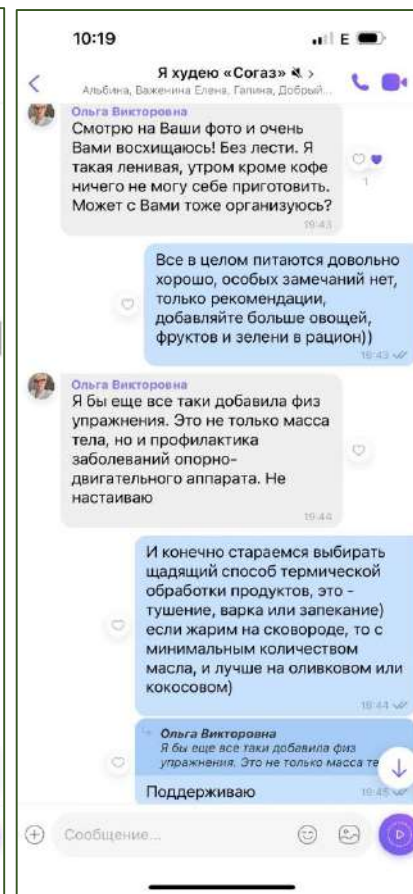 10:19
E
Я худею «Согаз»
Альбина, Важенина Елена, Галина, Добрый...
Ольга Викторовна
Смотрю на Ваши фото и очень
Вами восхищаюсь! Без лести. Я
такая ленивая, утром кроме кофе
ничего не могу себе приготовить.
Может с Вами тоже организуюсь?
19:43
1
Все в целом питаются довольно
хорошо, особых замечаний нет,
только рекомендации,
добавляйте больше овощей,
фруктов и зелени в рацион))
19:43
Ольга Викторовна
Я бы еще все таки добавила физ
упражнения. Это не только масса
тела, но и профилактика
заболеваний опорно-
двигательного аппарата. Не
настаиваю
19:44
И конечно стараемся выбирать
щадящий способ термической
обработки продуктов, это -
тушение, варка или запекание)
если жарим на сковороде, то с
минимальным количеством
масла, и лучше на оливковом или
кокосовом)
19:44
Ольга Викторовна
Я бы еще все таки добавила физ
упражнения. Это не только масса те
Поддерживаю
19:45
Сообщение...